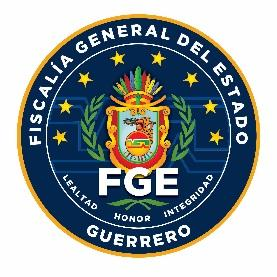 FISCALÍA GENERAL DEL ESTADO
FGE
LEALTAD HONOR INTEGRIDAD
GUERRERO